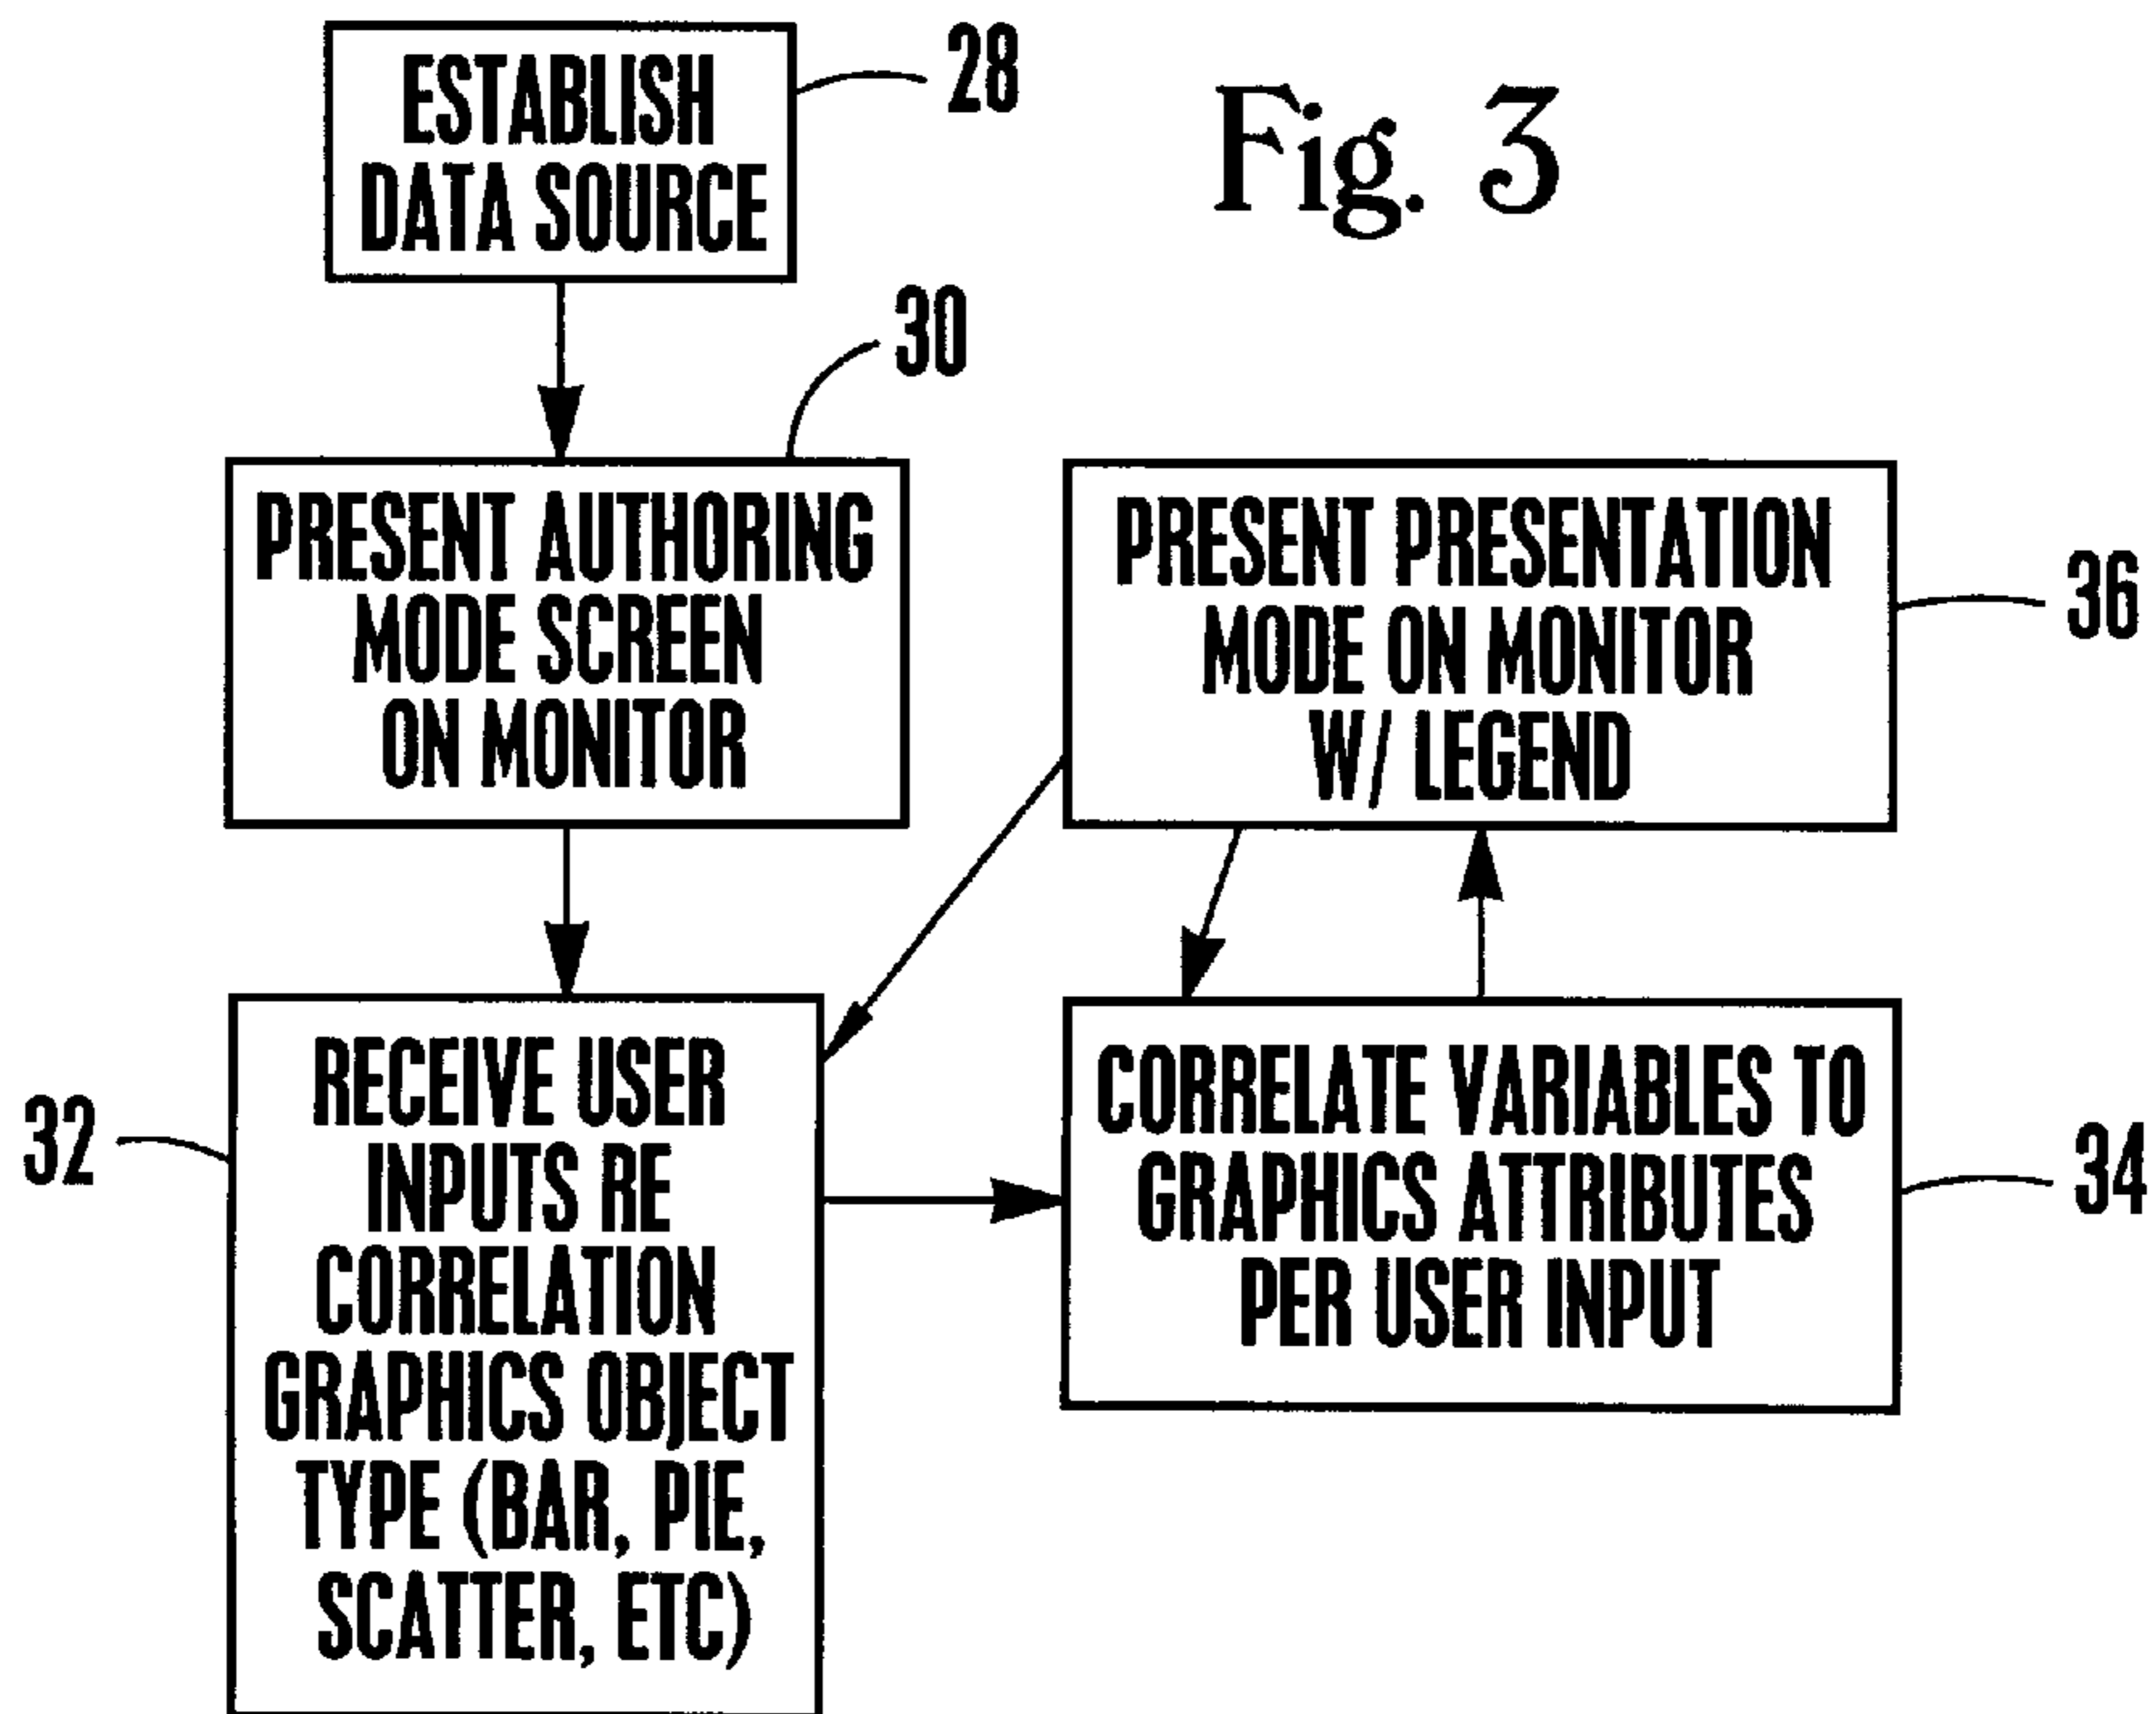 Fig. 3
ESTABLISH
DATA SOURCE
28
30
PRESENT AUTHORING
MODE SCREEN
ON MONITOR
PRESENT PRESENTATION
MODE ON MONITOR
W/ LEGEND
36
32
RECEIVE USER
INPUTS RE
CORRELATION
GRAPHICS OBJECT
TYPE (BAR, PIE,
SCATTER, ETC)
CORRELATE VARIABLES TO
GRAPHICS ATTRIBUTES
PER USER INPUT
34